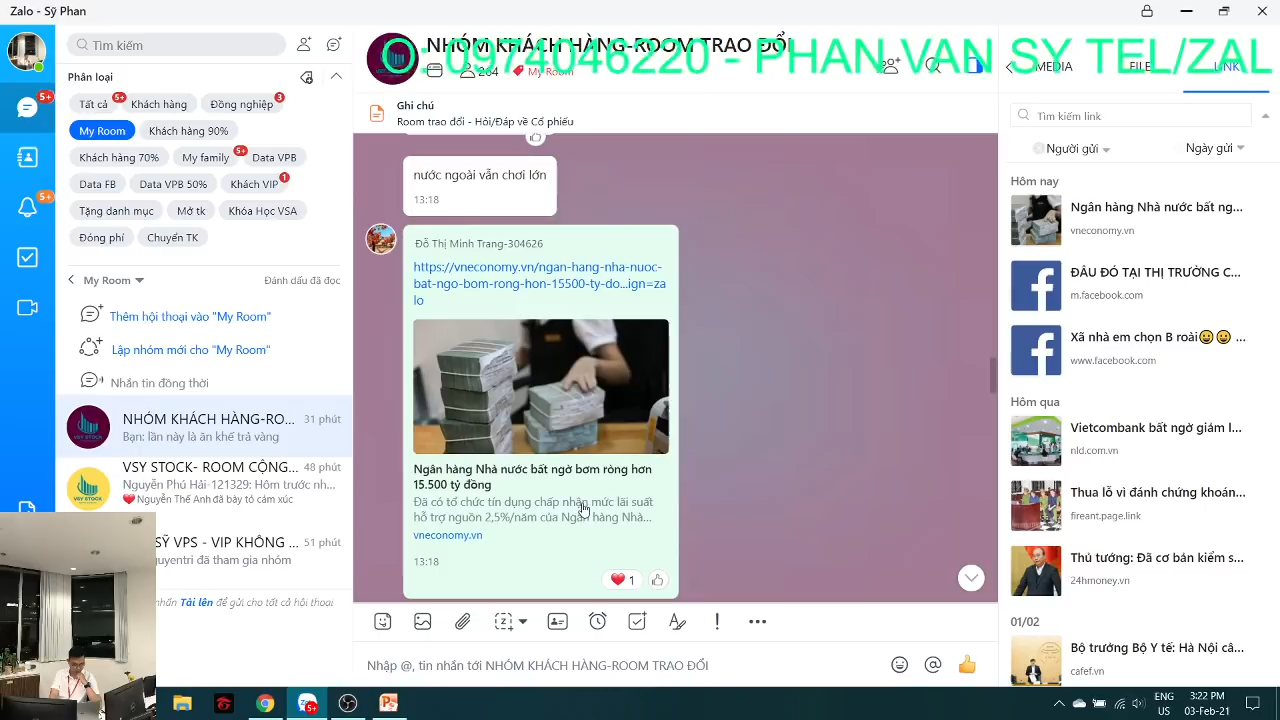 Zalo - Sỹ Phan
O: 0974046220 - PHAN VAN SY TEL/ZAL
Tìm kiếm
Phân loại
Tất cả 5+
Khách hàng
Đồng nghiệp 3
My Room
Khách hàng 90%
Khách hàng 70%
My family 5+
Data VPB
Data FB
Data VPB 50%
Khách VIP 1
Tặng danh mục
Mở tk
Khóa Học VSA
Đóng phí
Chuyển TK
My Room
Đánh dấu đã đọc
Thêm hội thoại vào "My Room"
Lập nhóm mới cho "My Room"
Nhắn tin đồng thời
NHÓM KHÁCH HÀNG-RO...
31 phút
Bạn: lần này là ăn khế trả vàng
VSY STOCK- ROOM CỘNG...
48 phút
Nguyễn Phú Hải-121329: Hôm trước nh...
Nguyễn Thế Anh đã bày tỏ cảm xúc
SỸ VPS - VIP KHÔNG ...
51 phút
guyentri đã tham gia nhóm
nhấn Tải lên để gửi cho tất cả hội thoại
5+
5+
VSY STOCK
NHÓM KHÁCH HÀNG-ROOM TRAO ĐỔI
264
My Room
Ghi chú
Room trao đổi - Hỏi/Đáp về Cổ phiếu
nước ngoài vẫn chơi lớn
13:18
Đỗ Thị Minh Trang-304626
https://vneconomy.vn/ngan-hang-nha-nuoc-
bat-ngo-bom-rong-hon-15500-ty-do...ign=za
lo
Ngân hàng Nhà nước bất ngờ bơm ròng hơn
15.500 tỷ đồng
Đã có tổ chức tín dụng chấp nhận mức lãi suất
hỗ trợ nguồn 2,5%/năm của Ngân hàng Nhà...
vneconomy.vn
13:18
1
Nhập @, tin nhắn tới NHÓM KHÁCH HÀNG-ROOM TRAO ĐỔI
MEDIA
FILE
LINK
Tìm kiếm link
Người gửi
Ngày gửi
Hôm nay
Ngân hàng Nhà nước bất ng...
vneconomy.vn
ĐÂU ĐÓ TẠI THỊ TRƯỜNG C...
m.facebook.com
Xã nhà em chọn B roài😀😀 ...
www.facebook.com
Hôm qua
Vietcombank bất ngờ giảm l...
nld.com.vn
Thua lỗ vì đánh chứng khoán...
fireant.page.link
Thủ tướng: Đã cơ bản kiểm s...
24hmoney.vn
01/02
Bộ trưởng Bộ Y tế: Hà Nội câ...
cafef.vn
5+
ENG
US
3:22 PM
03-Feb-21